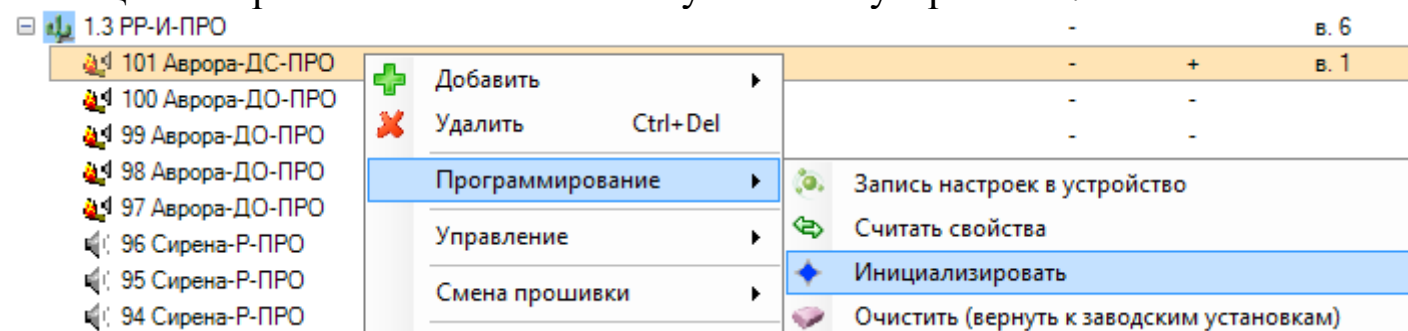 1.3 РР-И-ПРО - в. 6
101 Аврора-ДС-ПРО - + в. 1
100 Аврора-ДО-ПРО - -
99 Аврора-ДО-ПРО - -
98 Аврора-ДО-ПРО
97 Аврора-ДО-ПРО
96 Сирена-Р-ПРО
95 Сирена-Р-ПРО
94 Сирена-Р-ПРО
Добавить
Удалить Ctrl+Del
Программирование
Управление
Смена прошивки
Запись настроек в устройство
Считать свойства
Инициализировать
Очистить (вернуть к заводским установкам)